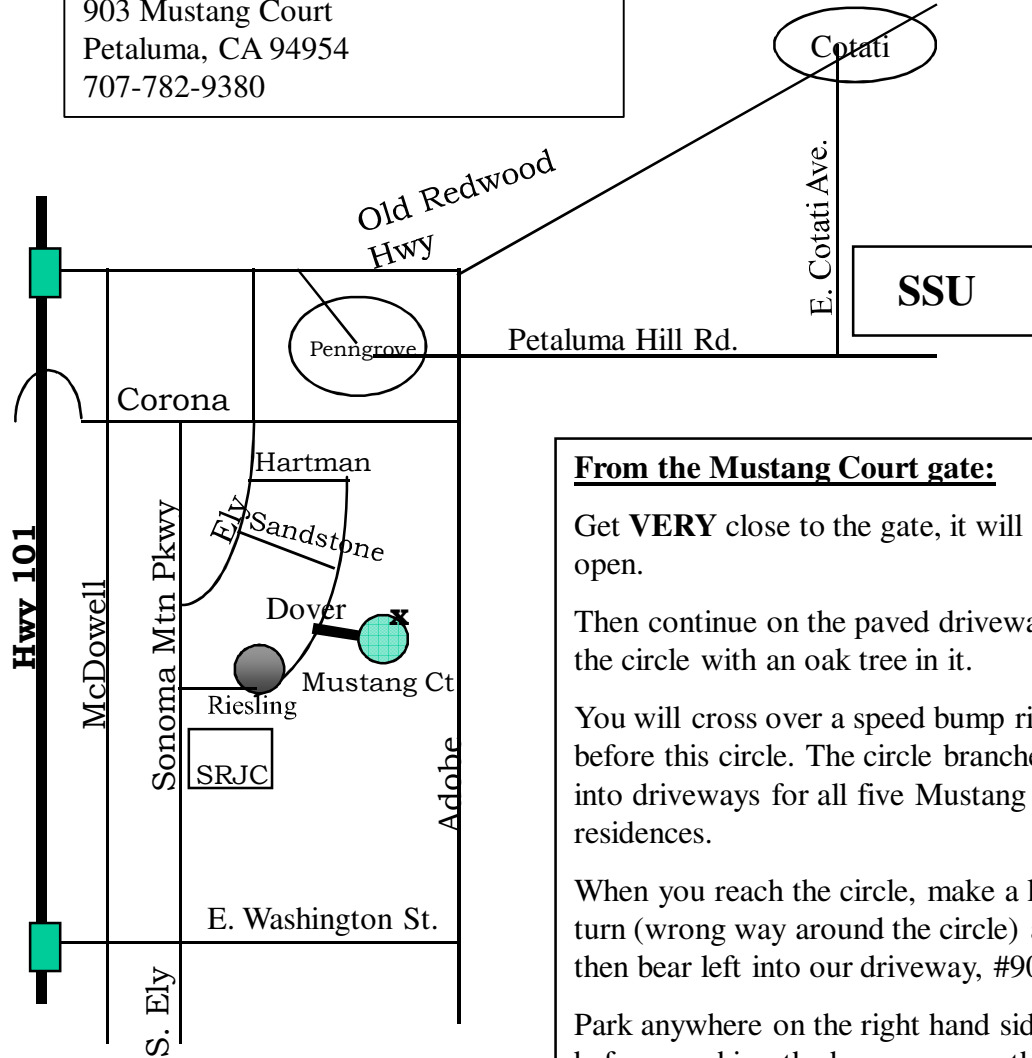 903 Mustang Court
Petaluma, CA 94954
707-782-9380
Cotati
Old Redwood
Hwy
E. Cotati Ave.
SSU
Penngrove
Petaluma Hill Rd.
Corona
Hartman
Ely
Sandstone
Hwy 101
McDowell
Sonoma Mtn Pkwy
Dover
x
Mustang Ct
Riesling
SRJC
Adobe
E. Washington St.
S. Ely
From the Mustang Court gate:
Get VERY close to the gate, it will
open.
Then continue on the paved
the circle with an oak tree in it.
You will cross over a speed bump
before this circle. The circle
into driveways for all five Mustang
residences.
When you reach the circle, make a
turn (wrong way around the circle)
then bear left into our driveway,
Park anywhere on the right hand